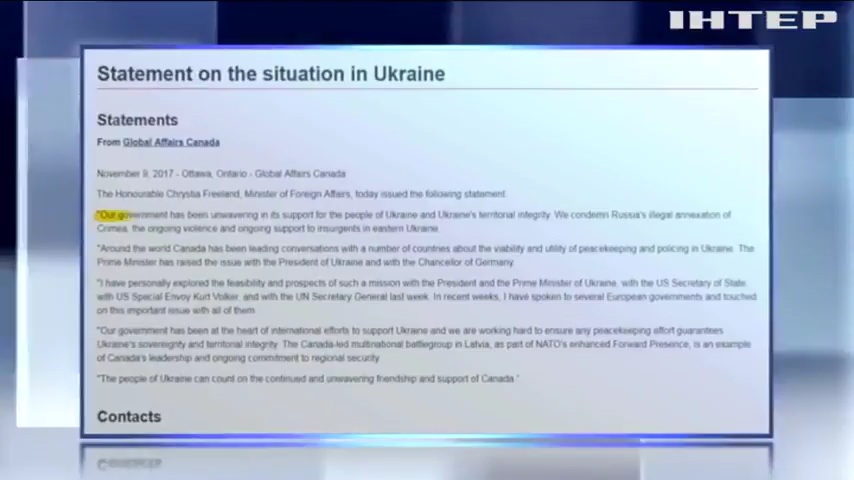 ІНТЕР
Statement on the situation in Ukraine
Statements
From Global Affairs Canada
November 9, 2017 - Ottawa, Ontario - Global Affairs Canada
The Honourable Chrystia Freeland, Minister of Foreign Affairs, today issued the following statement:
"Our government has been unwavering in its support for the people of Ukraine and Ukraine's territorial integrity. We condemn Russia's illegal annexation of
Crimea, the ongoing violence and ongoing support to insurgents in eastern Ukraine.
"Around the world Canada has been leading conversations with a number of countries about the viability and utility of peacekeeping and policing in Ukraine. The
Prime Minister has raised the issue with the President of Ukraine and with the Chancellor of Germany.
"I have personally explored the feasibility and prospects of such a mission with the President and the Prime Minister of Ukraine, with the US Secretary of State,
with US Special Envoy Kurt Volker, and with the UN Secretary General last week. In recent weeks, I have spoken to several European governments and touched
on this important issue with all of them.
"Our government has been at the heart of international efforts to support Ukraine and we are working hard to ensure any peacekeeping effort guarantees
Ukraine's sovereignty and territorial integrity. The Canada-led multinational battlegroup in Latvia, as part of NATO's enhanced Forward Presence, is an example
of Canada's leadership and ongoing commitment to regional security.
"The people of Ukraine can count on the continued and unwavering friendship and support of Canada."
Contacts